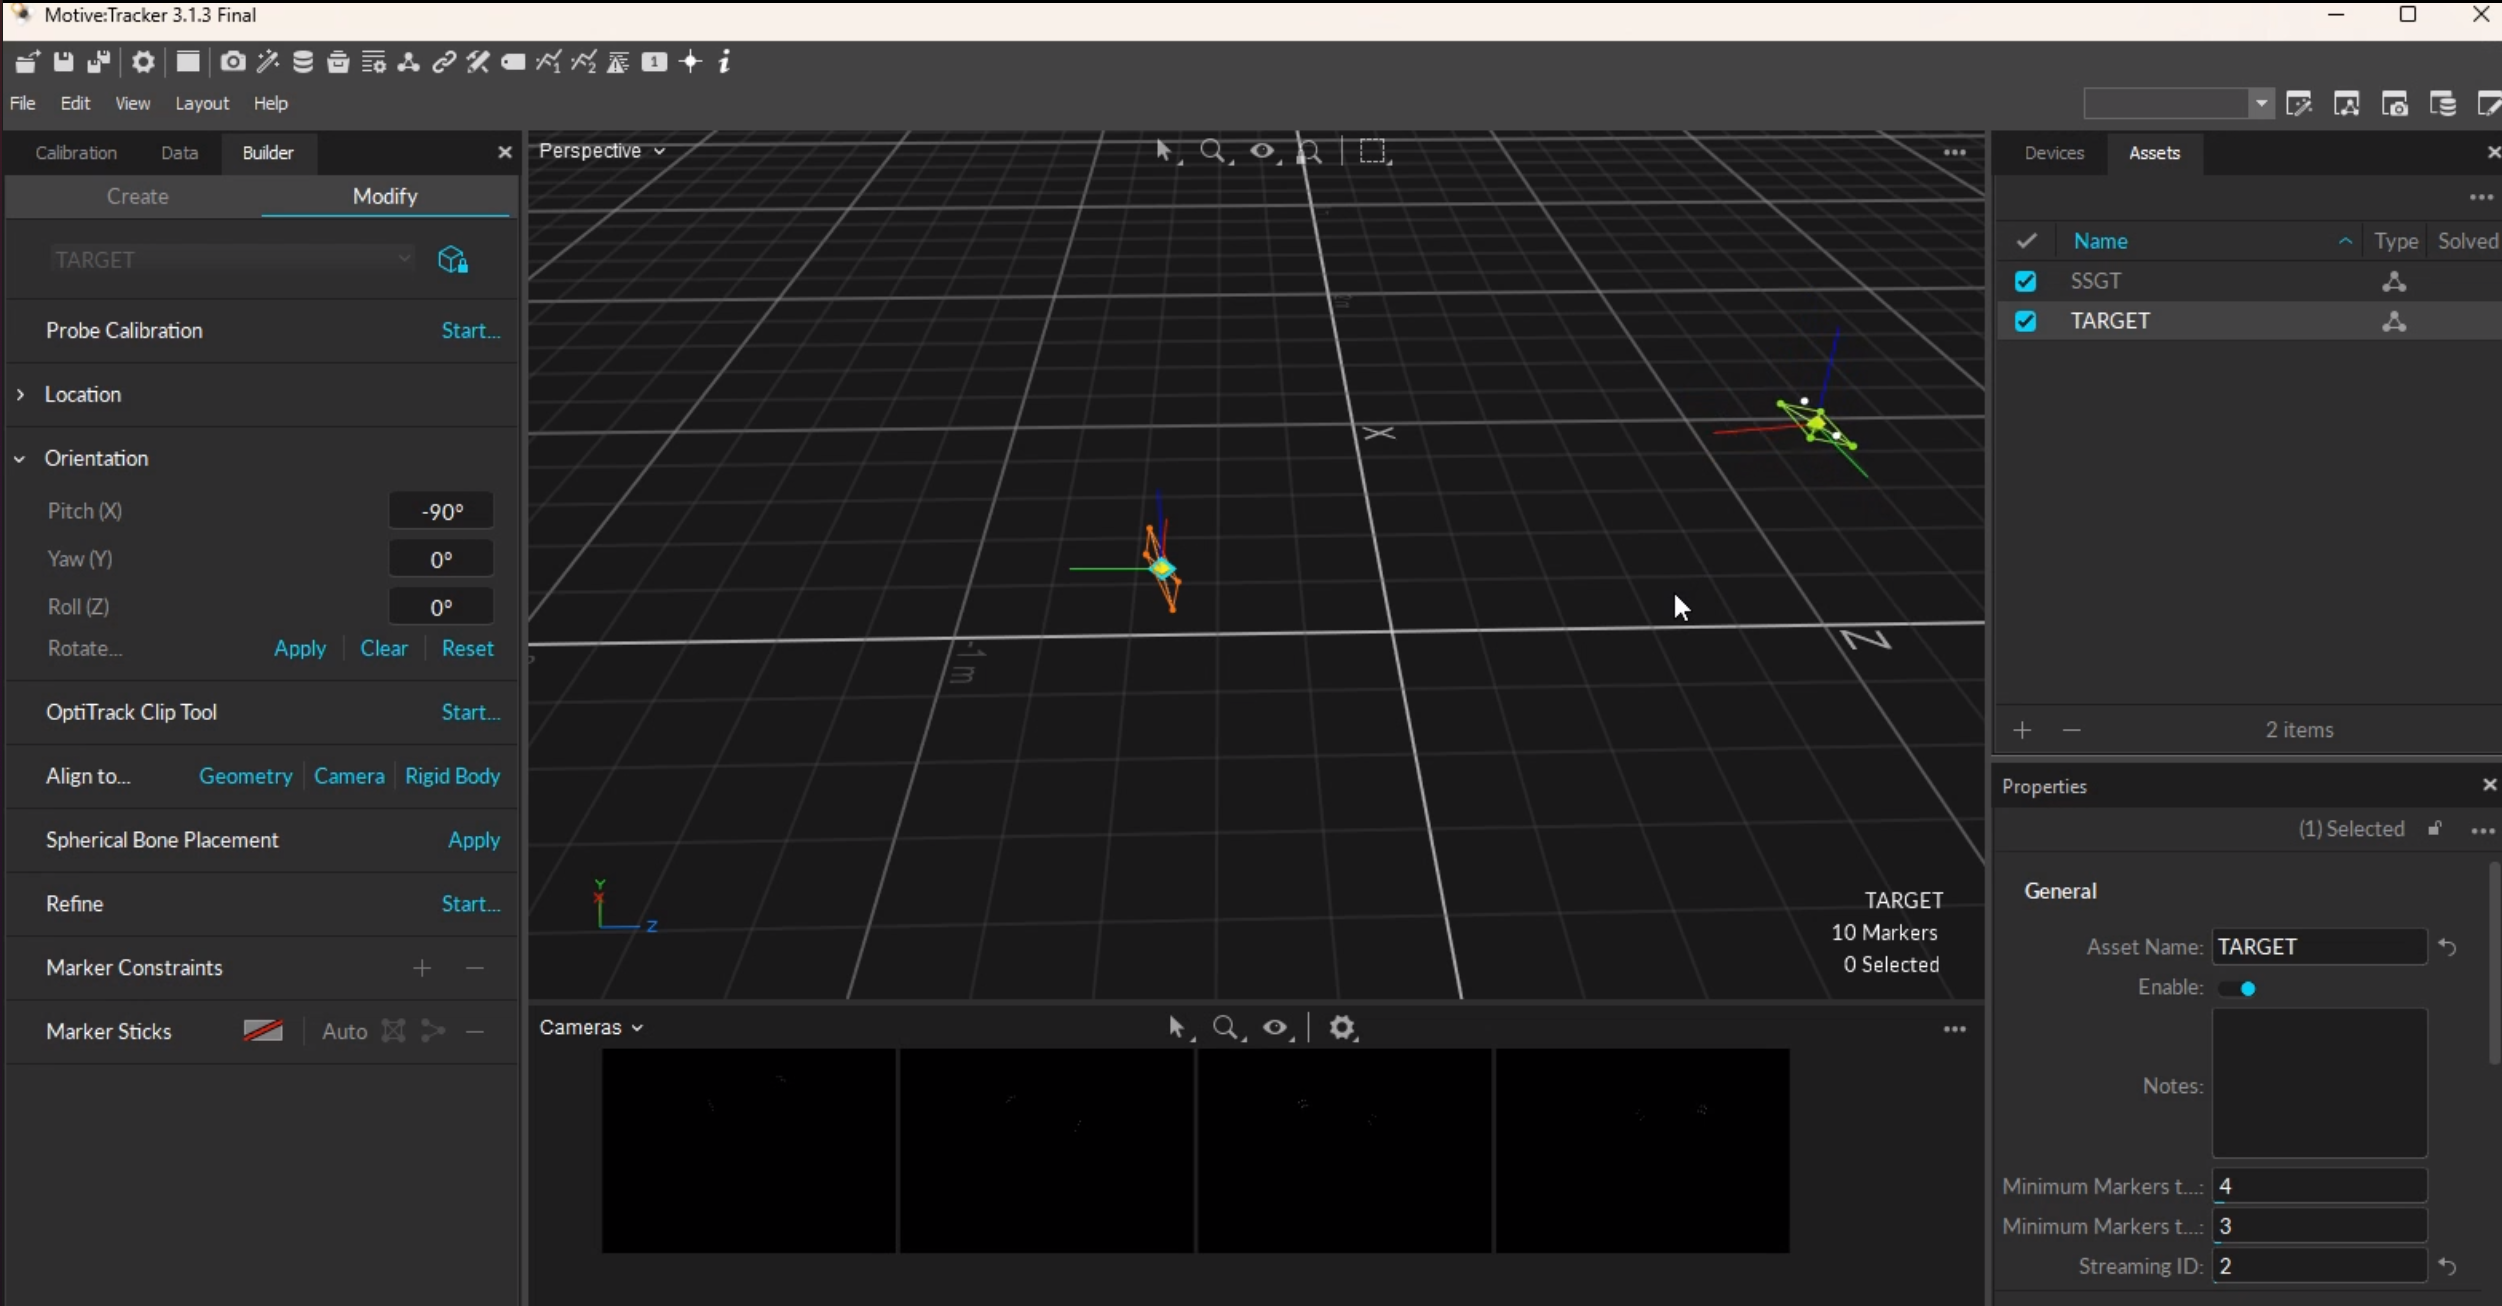 Motive:Tracker 3.1.3 Final
1
2
1
File Edit View Layout Help
Calibration Data Builder
Create Modify
TARGET
Probe Calibration Start...
Location
Orientation
Pitch (X) -90°
Yaw (Y) 0°
Roll (Z) 0°
Rotate... Apply Clear Reset
OptiTrack Clip Tool Start...
Align to... Geometry Camera Rigid Body
Spherical Bone Placement Apply
Refine Start...
Marker Constraints
Marker Sticks Auto
Perspective
X
Z
-1 m
Y
X
Z
TARGET
10 Markers
0 Selected
Cameras
Devices Assets
Name Type Solved
SSGT
TARGET
2 items
Properties
(1) Selected
General
Asset Name: TARGET
Enable:
Notes:
Minimum Markers t...: 4
Minimum Markers t...: 3
Streaming ID: 2